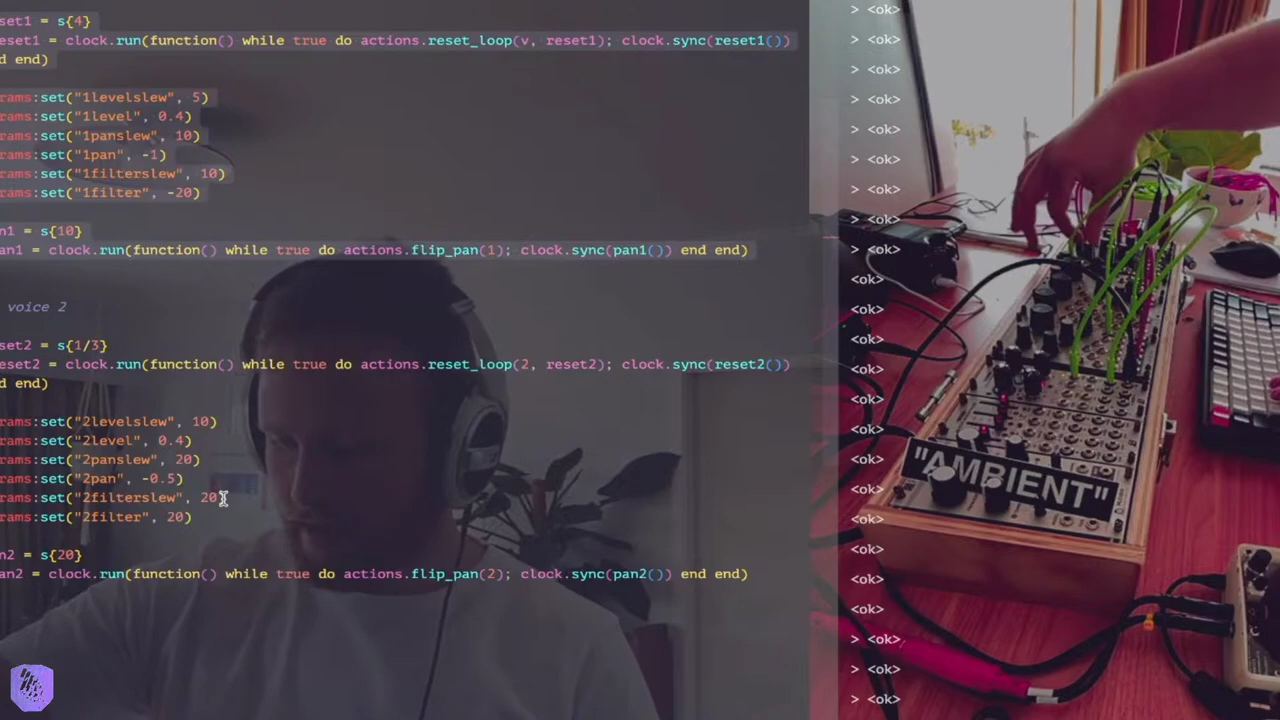 set1 = s{4}
eset1 = clock.run(function() while true do actions.reset_loop(v, reset1); clock.sync(reset1())
d end)
rams:set("1levelslew", 5)
rams:set("1level", 0.4)
rams:set("1panslew", 10)
rams:set("1pan", -1)
rams:set("1filterslew", 10)
rams:set("1filter", -20)
an1 = s{10}
an1 = clock.run(function() while true do actions.flip_pan(1); clock.sync(pan1()) end end)
voice 2
set2 = s{1/3}
eset2 = clock.run(function() while true do actions.reset_loop(2, reset2); clock.sync(reset2())
d end)
rams:set("2levelslew", 10)
rams:set("2level", 0.4)
rams:set("2panslew", 20)
rams:set("2pan", -0.5)
rams:set("2filterslew", 20)
rams:set("2filter", 20)
an2 = s{20}
an2 = clock.run(function() while true do actions.flip_pan(2); clock.sync(pan2()) end end)
> <ok>
> <ok>
> <ok>
> <ok>
> <ok>
> <ok>
> <ok>
> <ok>
> <ok>
<ok>
<ok>
<ok>
<ok>
<ok>
<ok>
<ok>
> <ok>
<ok>
> <ok>
> <ok>
> <ok>
> <ok>
> <ok>
> <ok>
"AMBIENT"